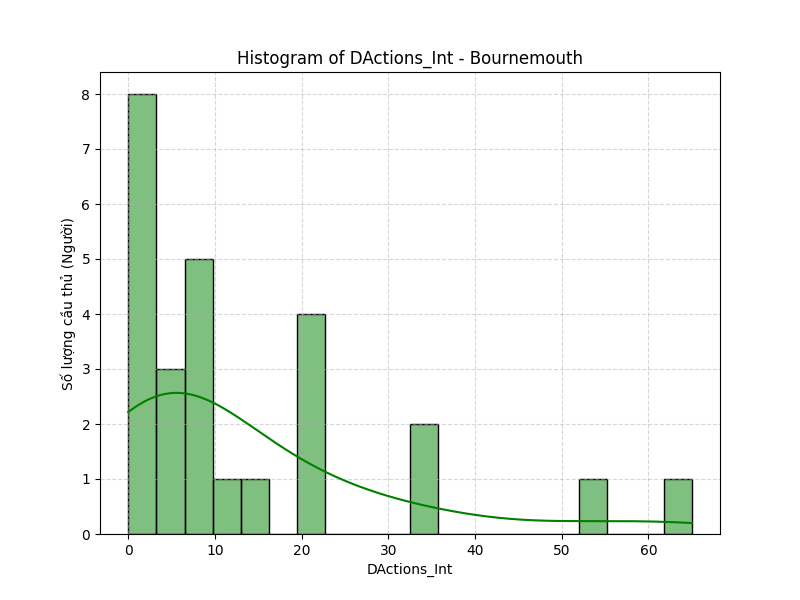 Histogram of DActions_Int - Bournemouth
Số lượng cầu thủ (Người)
8
7
6
5
4
3
2
1
0
0 10 20 30 40 50 60
DActions_Int